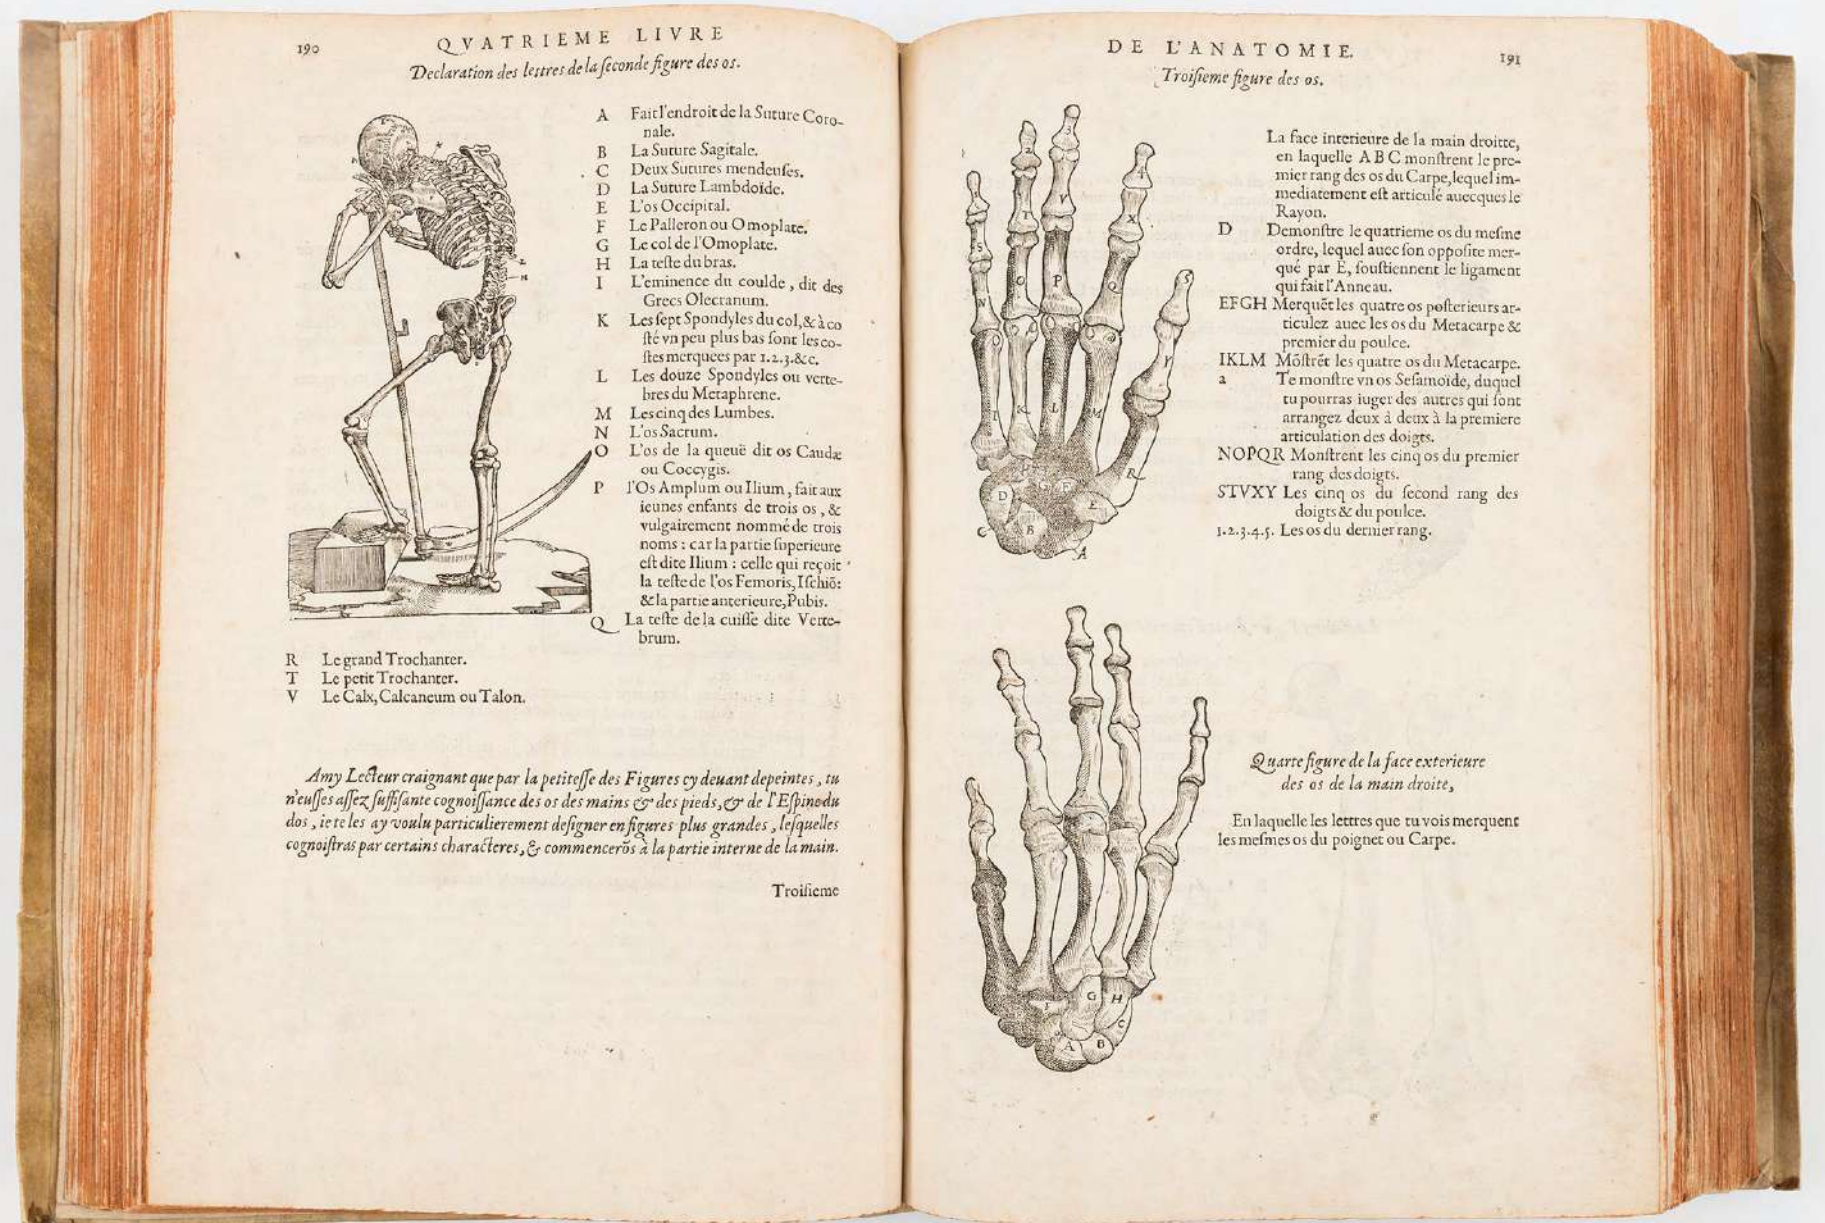 190
QVATRIEME LIVRE
Declaration des lettres de la ſeconde figure des os.
A Fait l'endroit de la Suture Coro-
nale.
B La Suture Sagitale.
C Deux Sutures mendeuſes.
D La Suture Lambdoïde.
E L'os Occipital.
F Le Palleron ou Omoplate.
G Le col de l'Omoplate.
H La teſte du bras.
I L'eminence du coulde, dit des
Grecs Olecranum.
K Les ſept Spondyles du col, & à co
ſté vn peu plus bas ſont les co-
ſtes merquees par 1.2.3.&c.
L Les douze Spondyles ou verte-
bres du Metaphrene.
M Les cinq des Lumbes.
N L'os Sacrum.
O L'os de la queuë dit os Caudæ
ou Coccygis.
P l'Os Amplum ou Ilium, fait aux
ieunes enfants de trois os, &
vulgairement nommé de trois
noms : car la partie ſuperieure
eſt dite Ilium : celle qui reçoit
la teſte de l'os Femoris, Iſchiō:
& la partie anterieure, Pubis.
Q La teſte de la cuiſſe dite Verte-
brum.
R Le grand Trochanter.
T Le petit Trochanter.
V Le Calx, Calcaneum ou Talon.
Amy Lecteur craignant que par la petiteſſe des Figures cy deuant depeintes, tu
n'euſſes aſſez ſuffiſante cognoiſſance des os des mains & des pieds, & de l'Eſpine du
dos, ie te les ay voulu particulierement deſigner en figures plus grandes, leſquelles
cognoiſtras par certains characteres, & commencerōs à la partie interne de la main.
Troiſieme
DE L'ANATOMIE.
191
Troiſieme figure des os.
La face interieure de la main droitte,
en laquelle A B C monſtrent le pre-
mier rang des os du Carpe, lequel im-
mediatement eſt articulé auecques le
Rayon.
D Demonſtre le quatrieme os du meſme
ordre, lequel auec ſon oppoſite mer-
qué par E, ſouſtiennent le ligament
qui fait l'Anneau.
EFGH Merquēt les quatre os poſterieurs ar-
ticulez auec les os du Metacarpe &
premier du poulce.
IKLM Mōſtrēt les quatre os du Metacarpe.
a Te monſtre vn os Seſamoïde, duquel
tu pourras iuger des autres qui ſont
arrangez deux à deux à la premiere
articulation des doigts.
NOPQR Monſtrent les cinq os du premier
rang des doigts.
STVXY Les cinq os du ſecond rang des
doigts & du poulce.
1.2.3.4.5. Les os du dernier rang.
3
2
4
5
T
V
X
S
Y
N
O
P
Q
I
K
L
M
R
H
D
G
F
E
C
B
A
Quarte figure de la face exterieure
des os de la main droite,
En laquelle les lettres que tu vois merquent
les meſmes os du poignet ou Carpe.
F
G
H
C
A
B